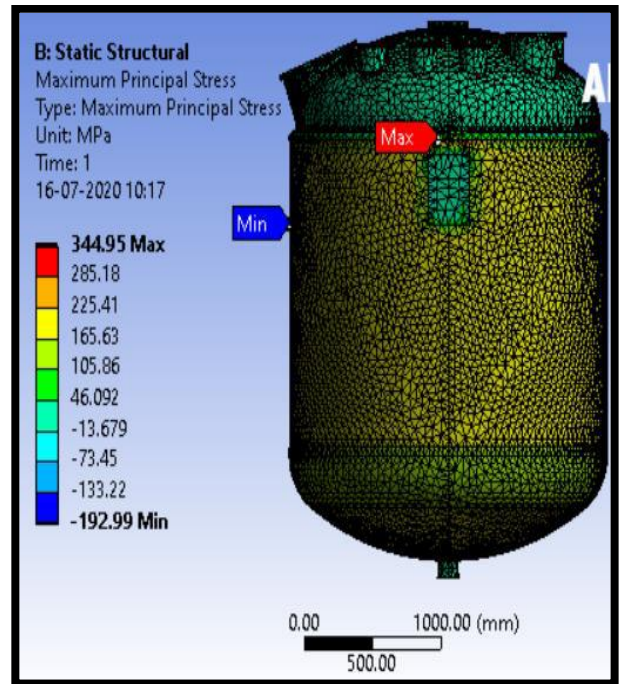 B: Static Structural
Maximum Principal Stress
Type: Maximum Principal Stress
Unit: MPa
Time: 1
16-07-2020 10:17
Max
Min
344.95 Max
285.18
225.41
165.63
105.86
46.092
-13.679
-73.45
-133.22
-192.99 Min
0.00 1000.00 (mm)
500.00